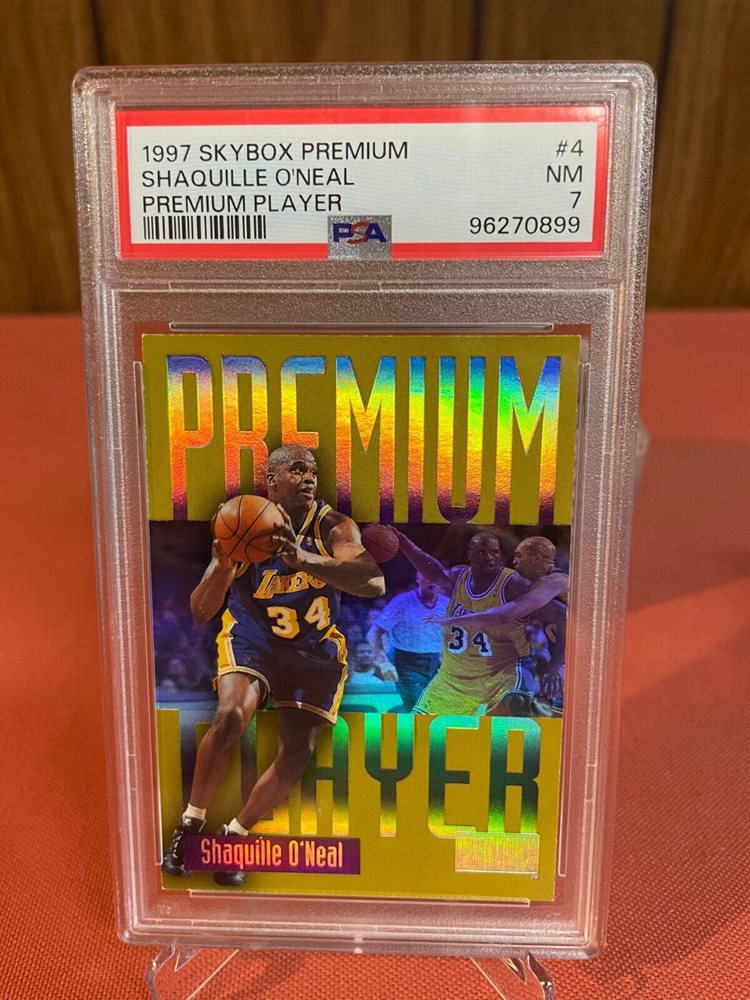 1997 SKYBOX PREMIUM #4
SHAQUILLE O'NEAL NM
PREMIUM PLAYER 7
PSA 96270899
PREMIUM
LAKERS
34
34
PLAYER
Shaquille O'Neal